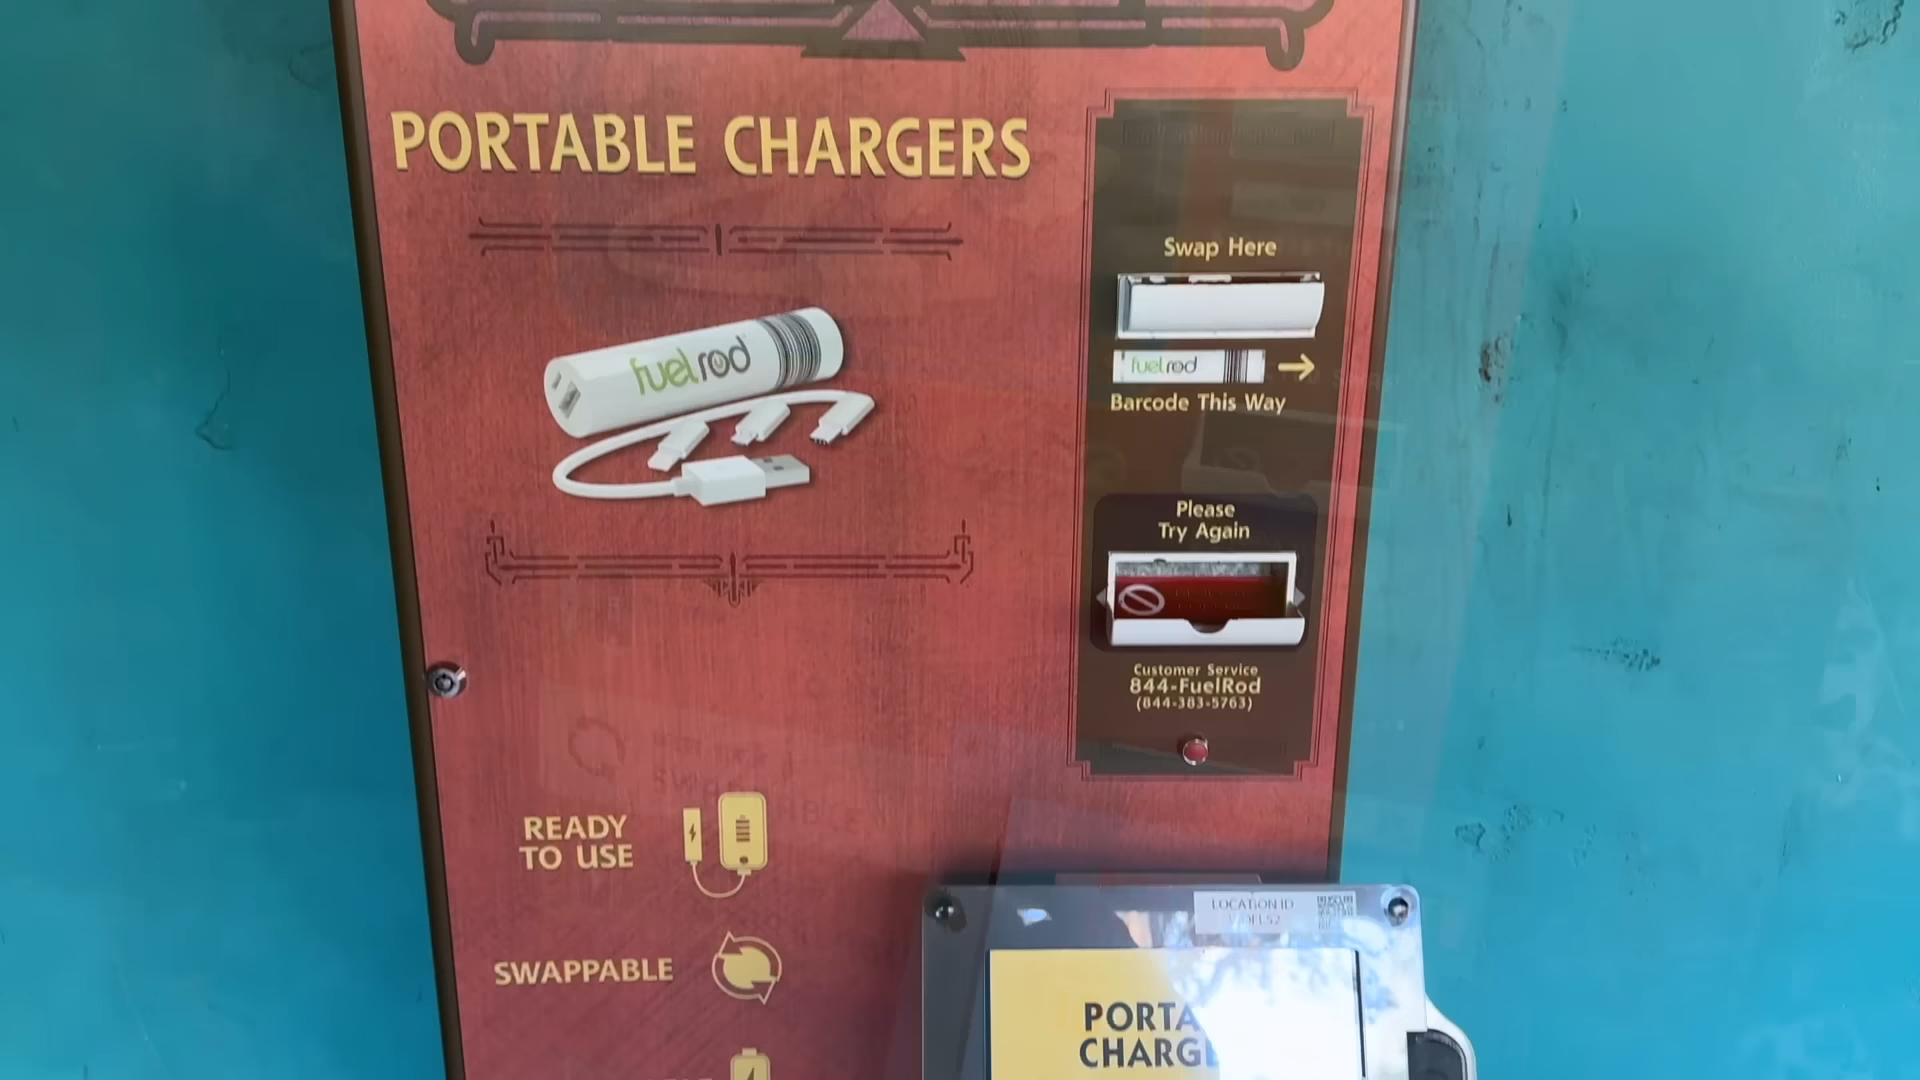 PORTABLE CHARGERS
fuelrod
READY
TO USE
SWAPPABLE
Swap Here
fuelrod
Barcode This Way
Please
Try Again
Customer Service
844-FuelRod
(844-383-5763)
LOCATION ID
PORTA
CHARG